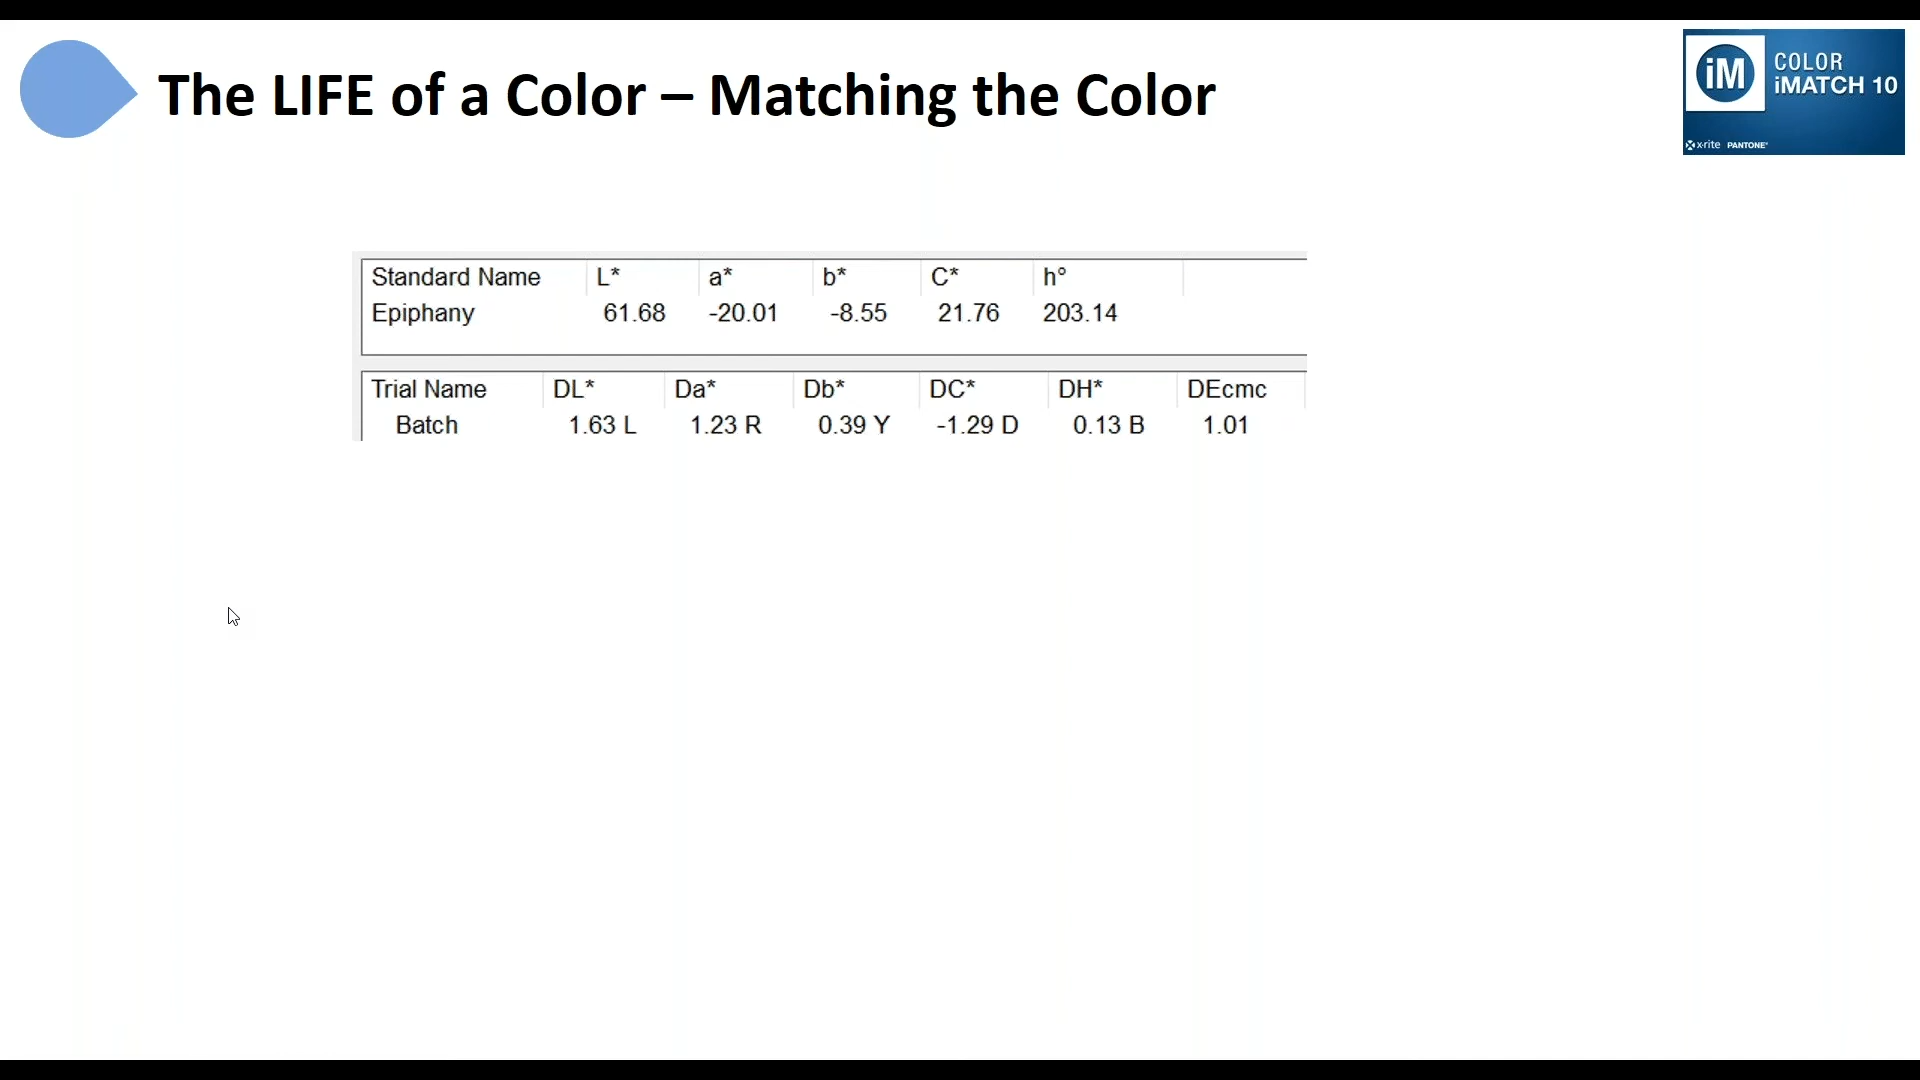 The LIFE of a Color – Matching the Color
iM COLOR
iMATCH 10
x·rite PANTONE®
Standard Name L* a* b* C* h°
Epiphany 61.68 -20.01 -8.55 21.76 203.14
Trial Name DL* Da* Db* DC* DH* DEcmc
Batch 1.63 L 1.23 R 0.39 Y -1.29 D 0.13 B 1.01